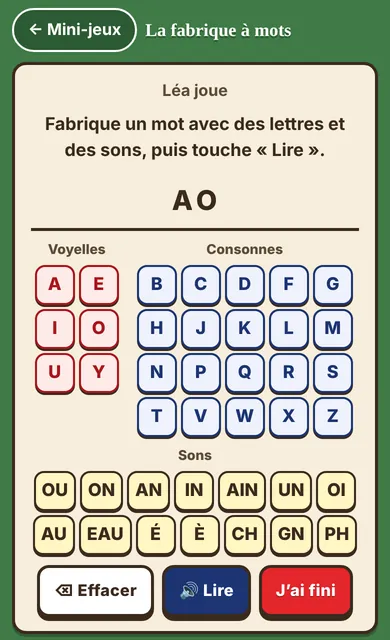 ← Mini-jeux La fabrique à mots
Léa joue
Fabrique un mot avec des lettres et
des sons, puis touche « Lire ».
A O
Voyelles Consonnes
A E B C D F G
I O H J K L M
U Y N P Q R S
T V W X Z
Sons
OU ON AN IN AIN UN OI
AU EAU É È CH GN PH
⌫ Effacer 🔊 Lire J’ai fini